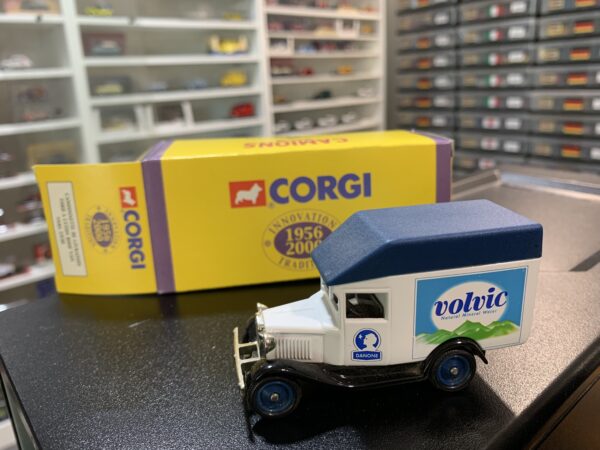 CAMIONS
CORGI
INNOVATION
1956
2006
TRADITION
CORGI
volvic
Natural Mineral Water
DANONE